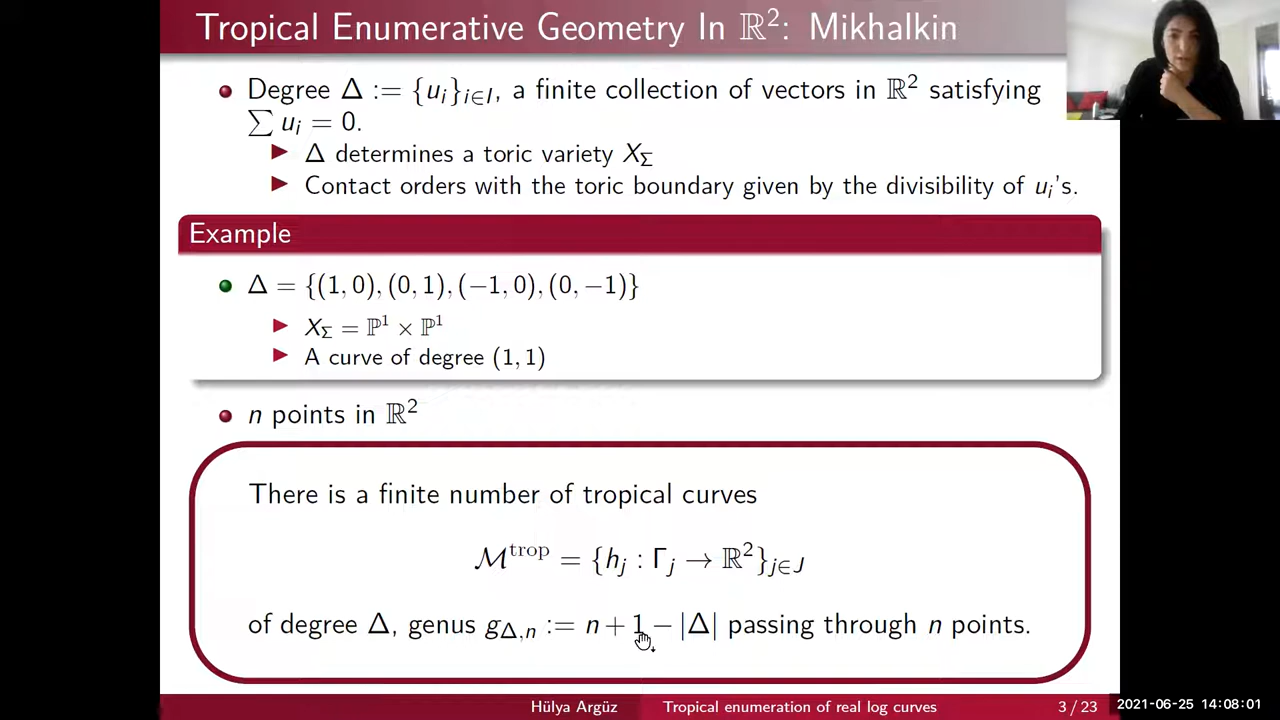 Tropical Enumerative Geometry In ℝ²: Mikhalkin
Degree Δ := {uᵢ}ᵢ∈I, a finite collection of vectors in ℝ² satisfying
∑ uᵢ = 0.
Δ determines a toric variety X_Σ
Contact orders with the toric boundary given by the divisibility of uᵢ's.
Example
Δ = {(1, 0), (0, 1), (−1, 0), (0, −1)}
X_Σ = ℙ¹ × ℙ¹
A curve of degree (1, 1)
n points in ℝ²
There is a finite number of tropical curves
ℳ^trop = {hⱼ : Γⱼ → ℝ²}ⱼ∈J
of degree Δ, genus g_Δ,n := n + 1 − |Δ| passing through n points.
Hülya Argüz Tropical enumeration of real log curves 3 / 23 2021-06-25 14:08:01